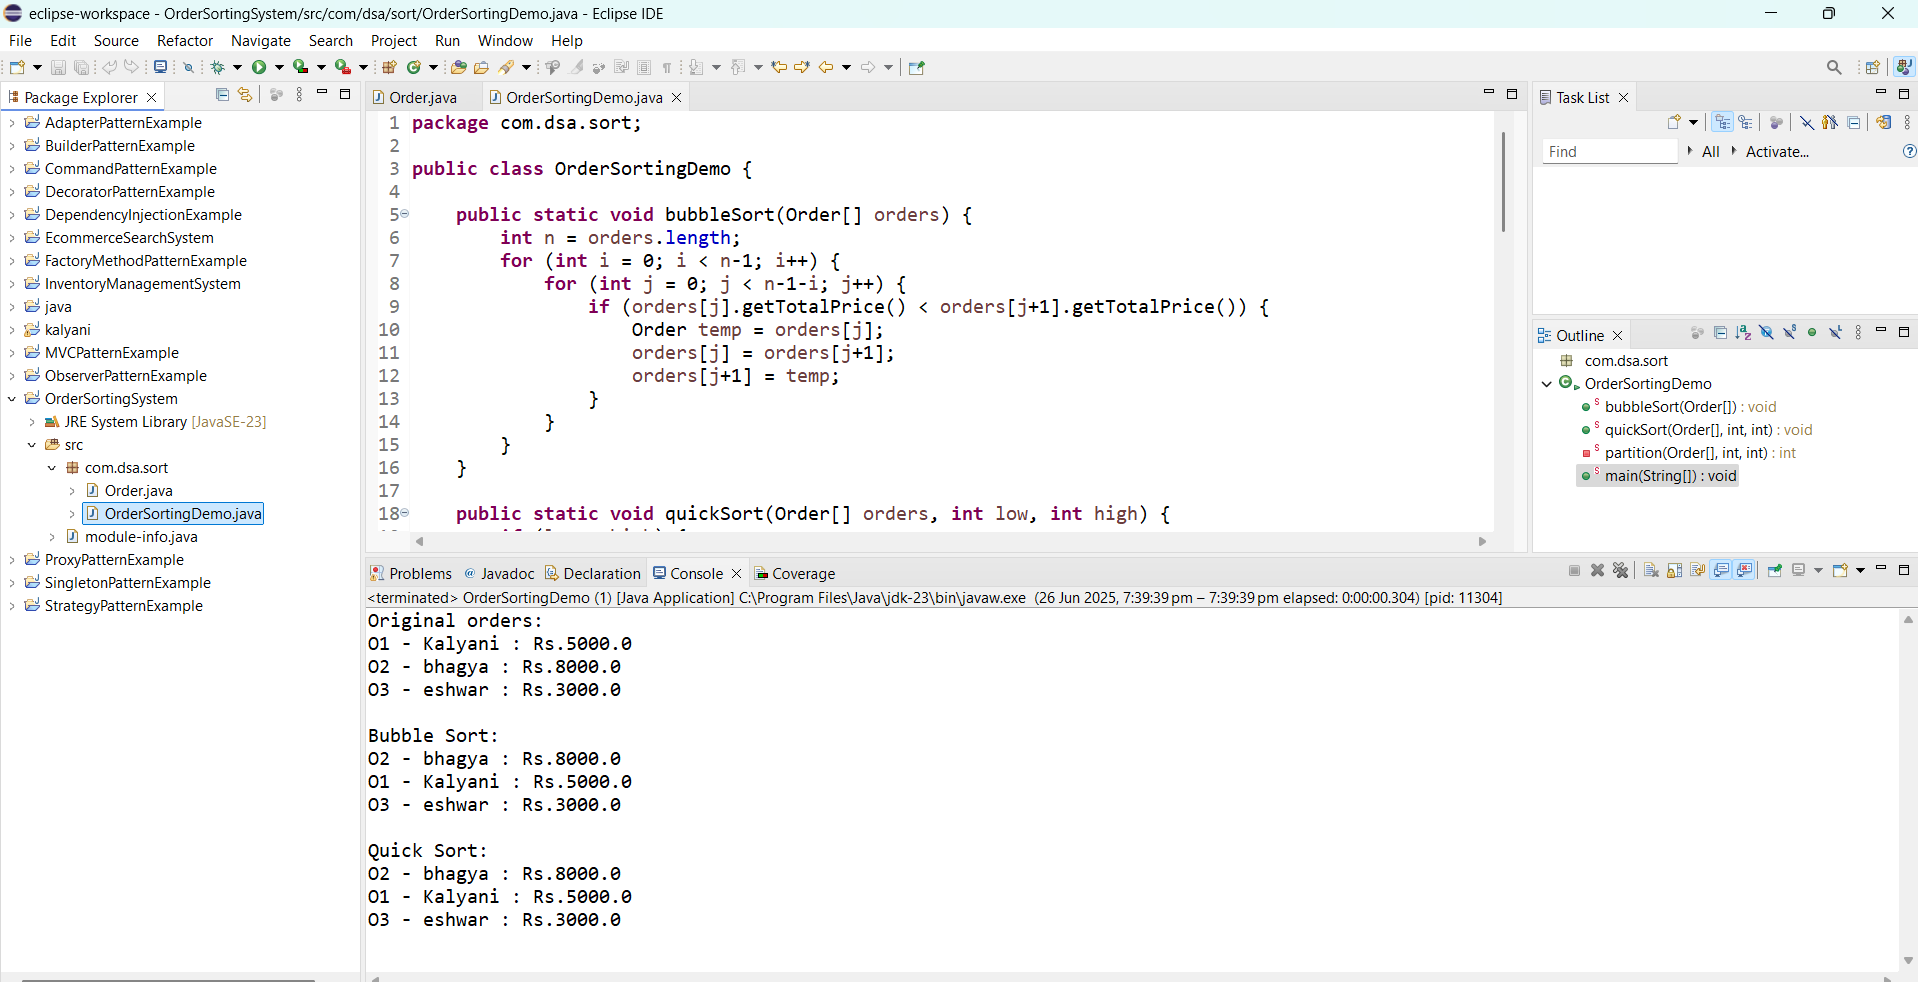 eclipse-workspace - OrderSortingSystem/src/com/dsa/sort/OrderSortingDemo.java - Eclipse IDE
File Edit Source Refactor Navigate Search Project Run Window Help
Package Explorer
AdapterPatternExample
BuilderPatternExample
CommandPatternExample
DecoratorPatternExample
DependencyInjectionExample
EcommerceSearchSystem
FactoryMethodPatternExample
InventoryManagementSystem
java
kalyani
MVCPatternExample
ObserverPatternExample
OrderSortingSystem
JRE System Library [JavaSE-23]
src
com.dsa.sort
Order.java
OrderSortingDemo.java
module-info.java
ProxyPatternExample
SingletonPatternExample
StrategyPatternExample
Order.java OrderSortingDemo.java
1 package com.dsa.sort;
2
3 public class OrderSortingDemo {
4
5 public static void bubbleSort(Order[] orders) {
6 int n = orders.length;
7 for (int i = 0; i < n-1; i++) {
8 for (int j = 0; j < n-1-i; j++) {
9 if (orders[j].getTotalPrice() < orders[j+1].getTotalPrice()) {
10 Order temp = orders[j];
11 orders[j] = orders[j+1];
12 orders[j+1] = temp;
13 }
14 }
15 }
16 }
17
18 public static void quickSort(Order[] orders, int low, int high) {
Task List
Find All Activate...
Outline
com.dsa.sort
OrderSortingDemo
bubbleSort(Order[]) : void
quickSort(Order[], int, int) : void
partition(Order[], int, int) : int
main(String[]) : void
Problems Javadoc Declaration Console Coverage
<terminated> OrderSortingDemo (1) [Java Application] C:\Program Files\Java\jdk-23\bin\javaw.exe (26 Jun 2025, 7:39:39 pm – 7:39:39 pm elapsed: 0:00:00.304) [pid: 11304]
Original orders:
O1 - Kalyani : Rs.5000.0
O2 - bhagya : Rs.8000.0
O3 - eshwar : Rs.3000.0

Bubble Sort:
O2 - bhagya : Rs.8000.0
O1 - Kalyani : Rs.5000.0
O3 - eshwar : Rs.3000.0

Quick Sort:
O2 - bhagya : Rs.8000.0
O1 - Kalyani : Rs.5000.0
O3 - eshwar : Rs.3000.0